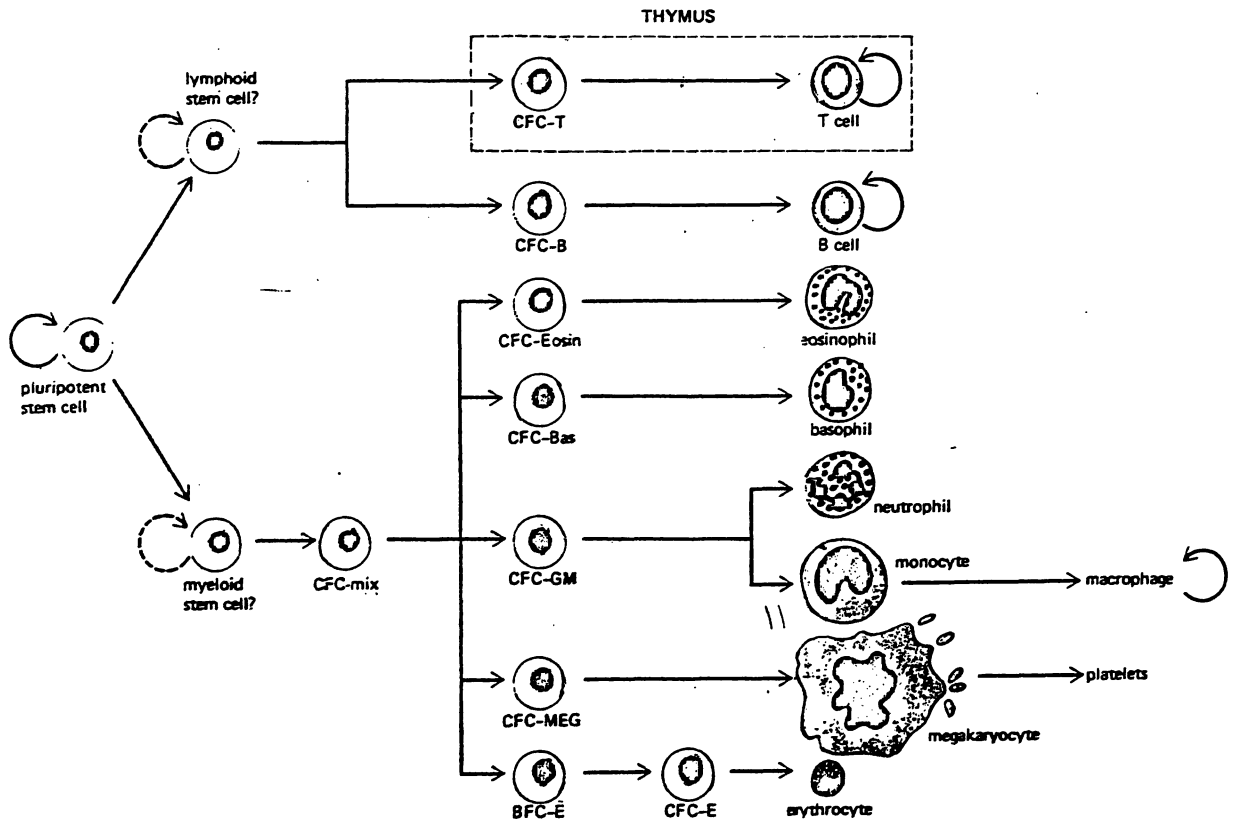 THYMUS
lymphoid
stem cell?
CFC-T
T cell
CFC-B
B cell
CFC-Eosin
eosinophil
pluripotent
stem cell
CFC-Bas
basophil
neutrophil
myeloid
stem cell?
CFC-mix
CFC-GM
monocyte
macrophage
CFC-MEG
platelets
megakaryocyte
BFC-E
CFC-E
erythrocyte